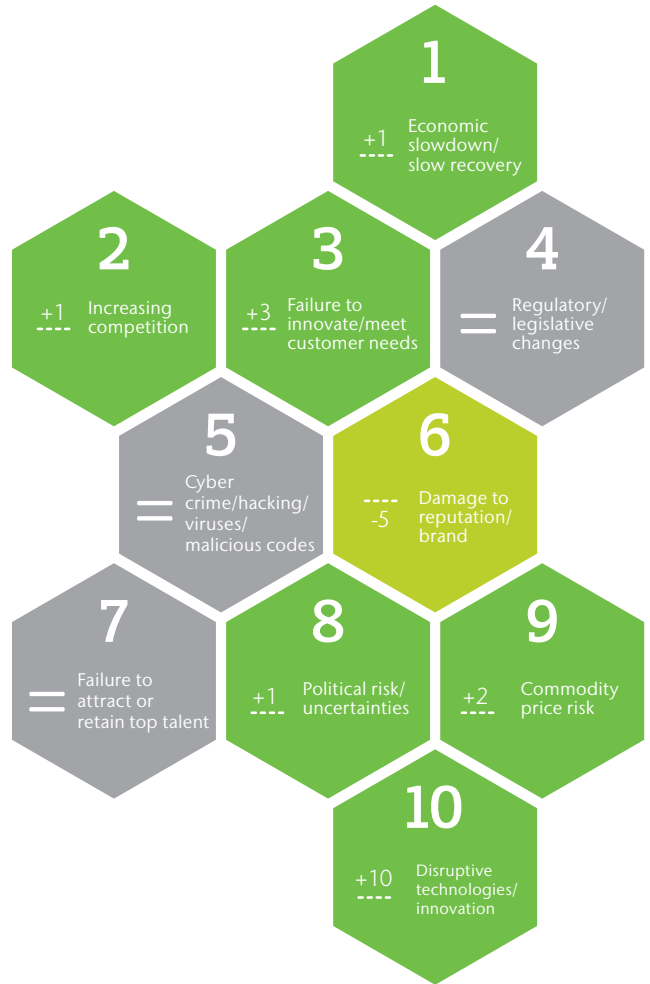 1
+1
Economic
slowdown/
slow recovery
2
+1
Increasing
competition
3
+3
Failure to
innovate/meet
customer needs
4
=
Regulatory/
legislative
changes
5
=
Cyber
crime/hacking/
viruses/
malicious codes
6
-5
Damage to
reputation/
brand
7
=
Failure to
attract or
retain top talent
8
+1
Political risk/
uncertainties
9
+2
Commodity
price risk
10
+10
Disruptive
technologies/
innovation